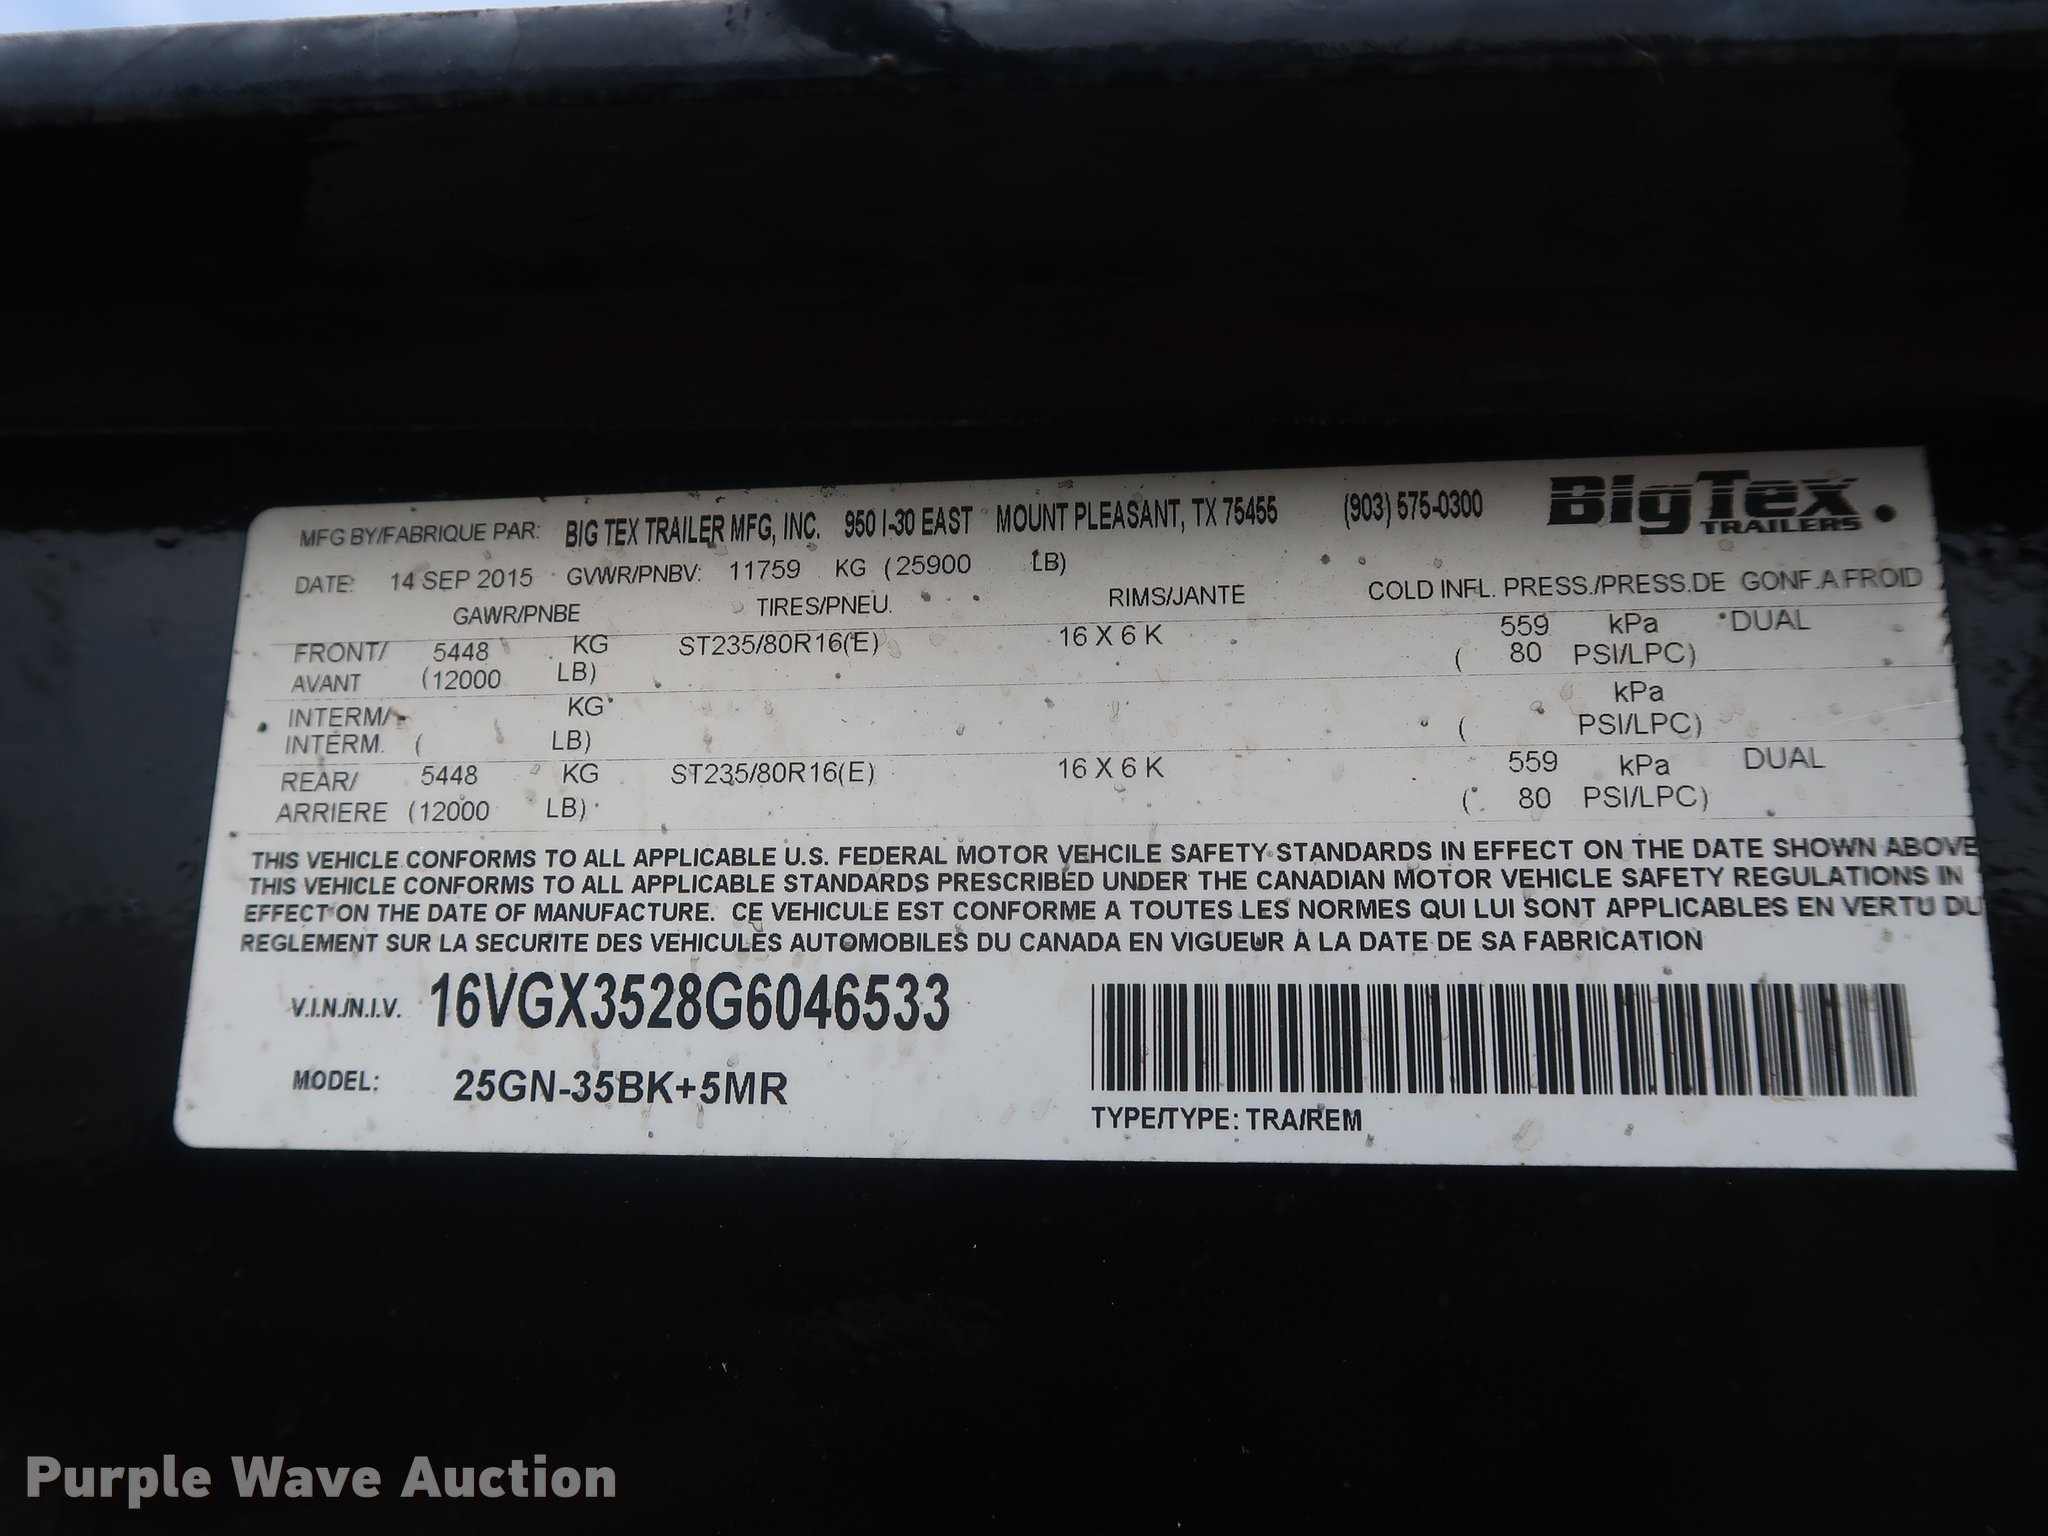 MFG BY/FABRIQUE PAR: BIG TEX TRAILER MFG, INC. 950 I-30 EAST MOUNT PLEASANT, TX 75455 (903) 575-0300 BigTex TRAILERS
DATE: 14 SEP 2015 GVWR/PNBV: 11759 KG (25900 LB)
GAWR/PNBE TIRES/PNEU. RIMS/JANTE COLD INFL. PRESS./PRESS.DE GONF.A FROID
FRONT/ 5448 KG ST235/80R16(E) 16 X 6 K 559 kPa DUAL
AVANT (12000 LB) ( 80 PSI/LPC)
INTERM/ KG kPa
INTERM. ( LB) ( PSI/LPC)
REAR/ 5448 KG ST235/80R16(E) 16 X 6 K 559 kPa DUAL
ARRIERE (12000 LB) ( 80 PSI/LPC)
THIS VEHICLE CONFORMS TO ALL APPLICABLE U.S. FEDERAL MOTOR VEHCILE SAFETY STANDARDS IN EFFECT ON THE DATE SHOWN ABOVE
THIS VEHICLE CONFORMS TO ALL APPLICABLE STANDARDS PRESCRIBED UNDER THE CANADIAN MOTOR VEHICLE SAFETY REGULATIONS IN
EFFECT ON THE DATE OF MANUFACTURE. CE VEHICULE EST CONFORME A TOUTES LES NORMES QUI LUI SONT APPLICABLES EN VERTU DU
REGLEMENT SUR LA SECURITE DES VEHICULES AUTOMOBILES DU CANADA EN VIGUEUR A LA DATE DE SA FABRICATION
V.I.N./N.I.V. 16VGX3528G6046533
MODEL: 25GN-35BK+5MR
TYPE/TYPE: TRA/REM
Purple Wave Auction